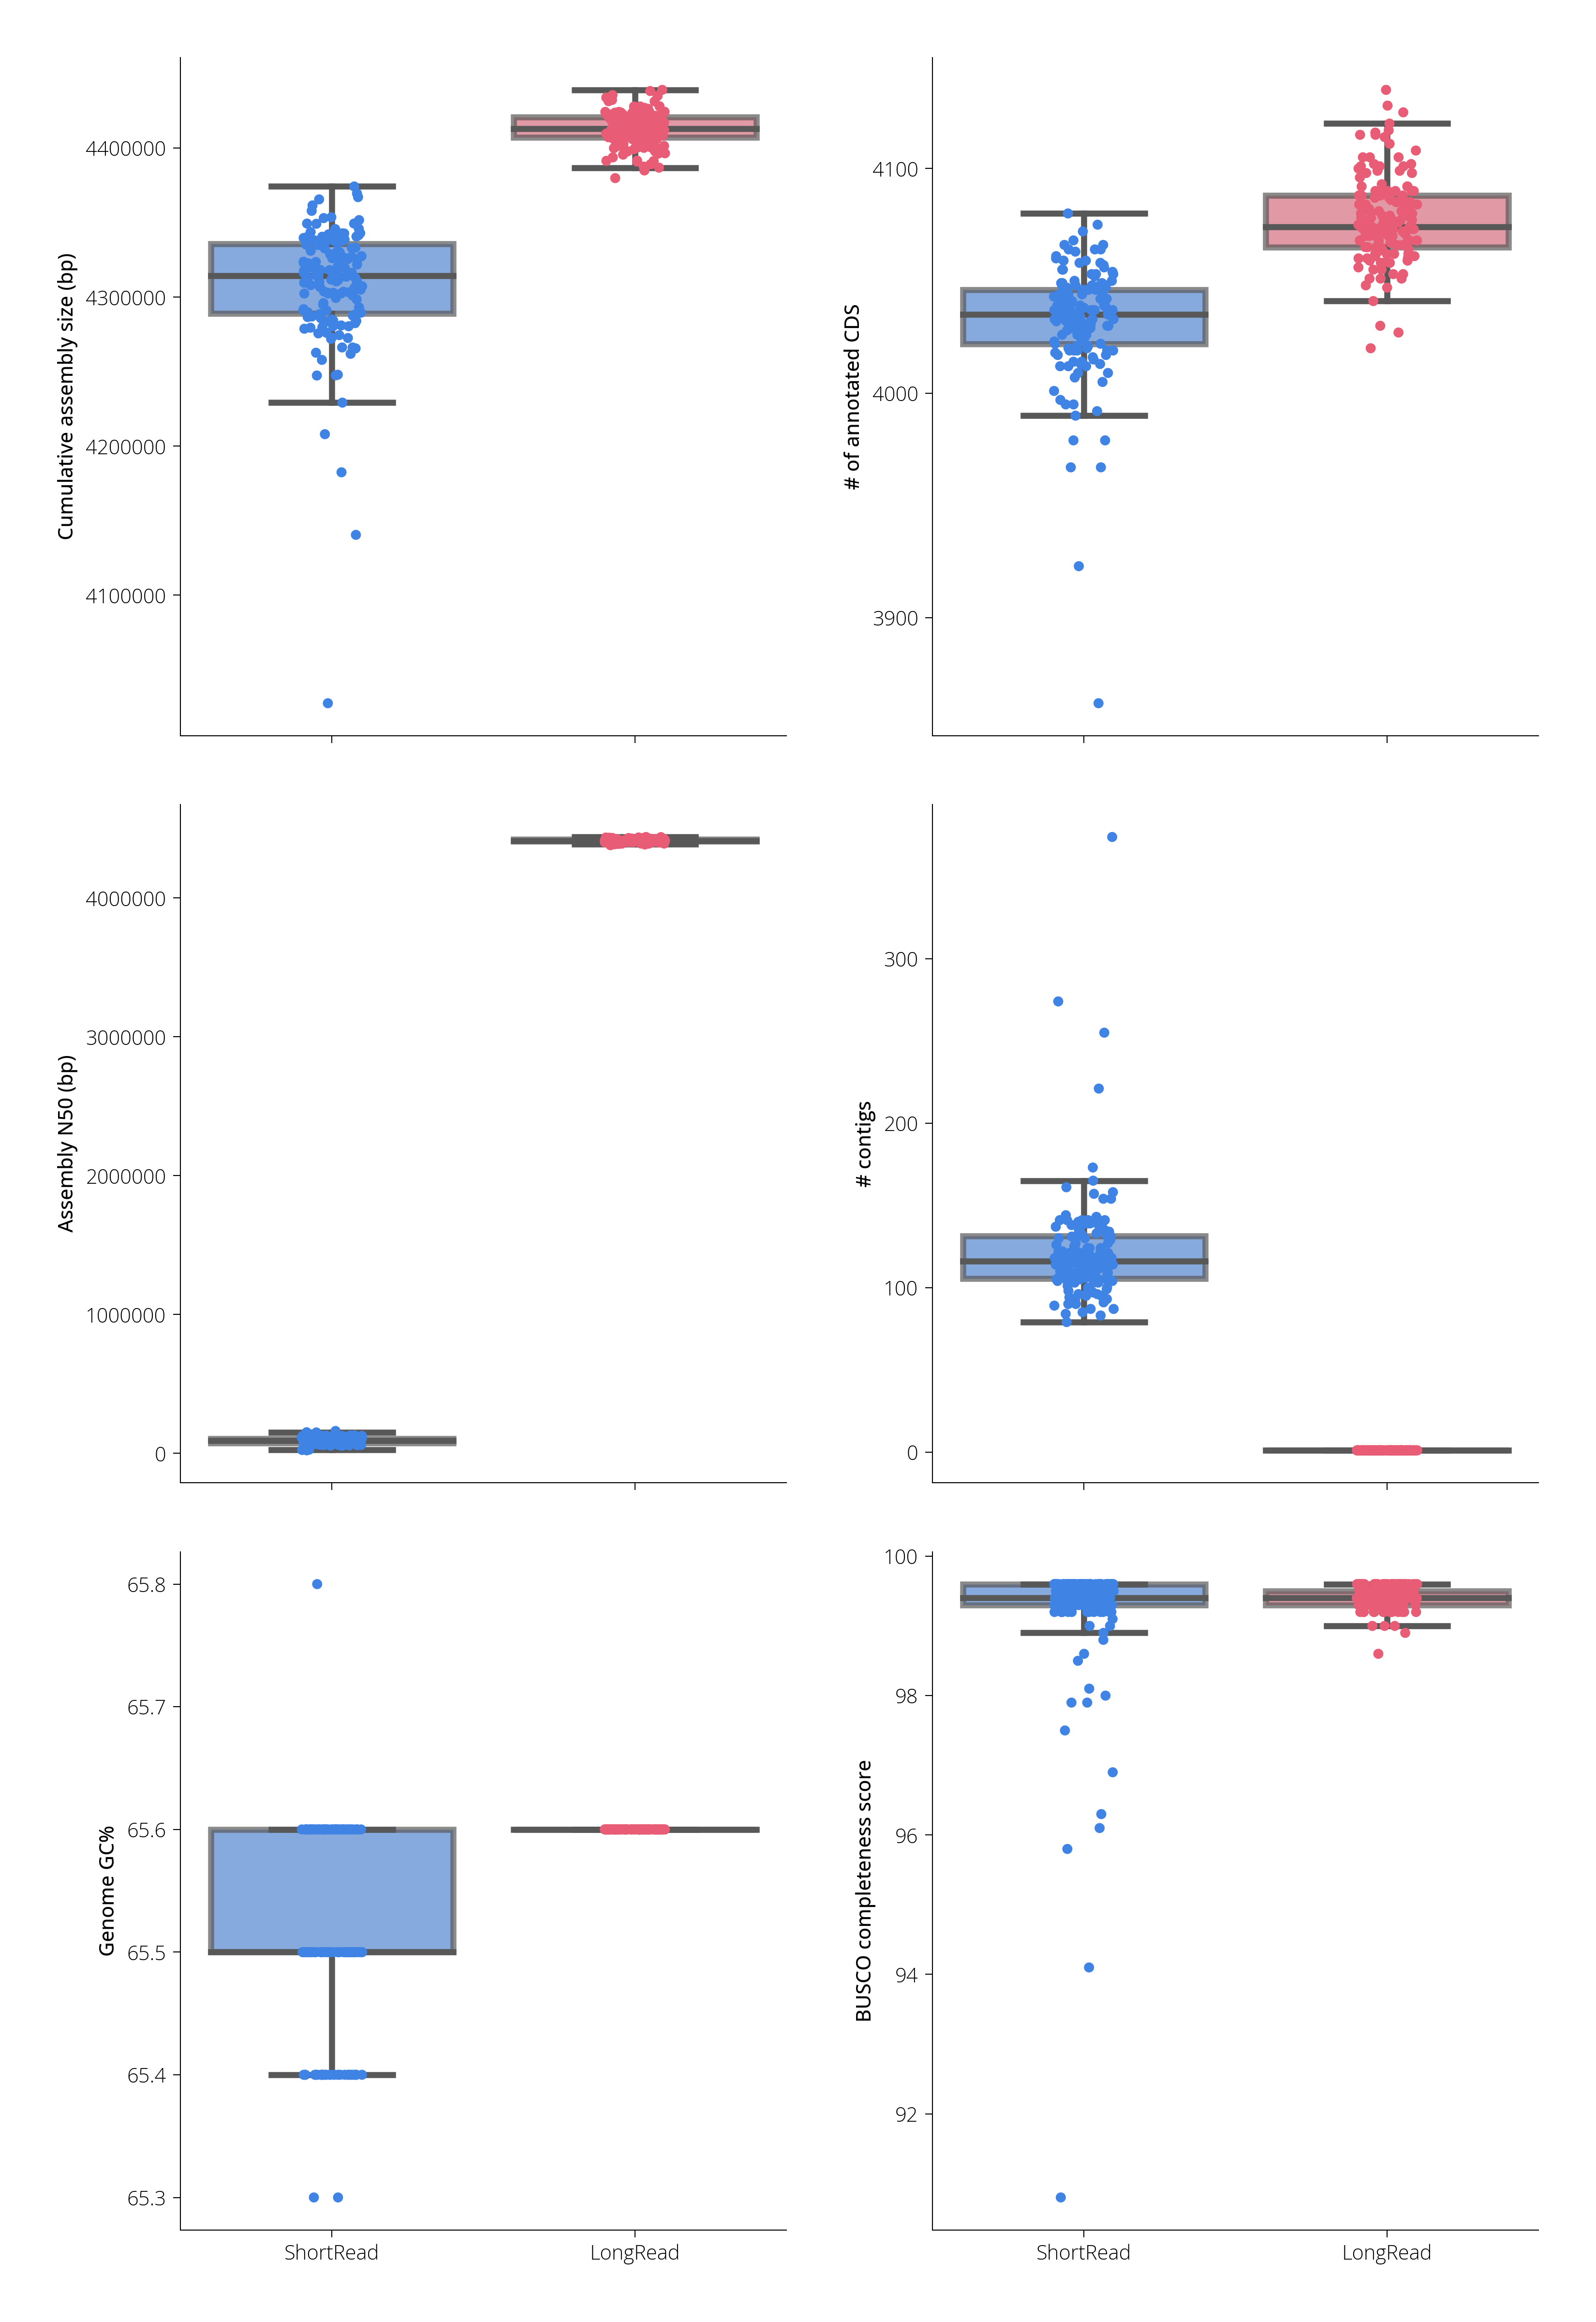 Cumulative assembly size (bp)
4400000
4300000
4200000
4100000
# of annotated CDS
4100
4000
3900
Assembly N50 (bp)
4000000
3000000
2000000
1000000
0
# contigs
300
200
100
0
Genome GC%
65.8
65.7
65.6
65.5
65.4
65.3
ShortRead
LongRead
BUSCO completeness score
100
98
96
94
92
ShortRead
LongRead